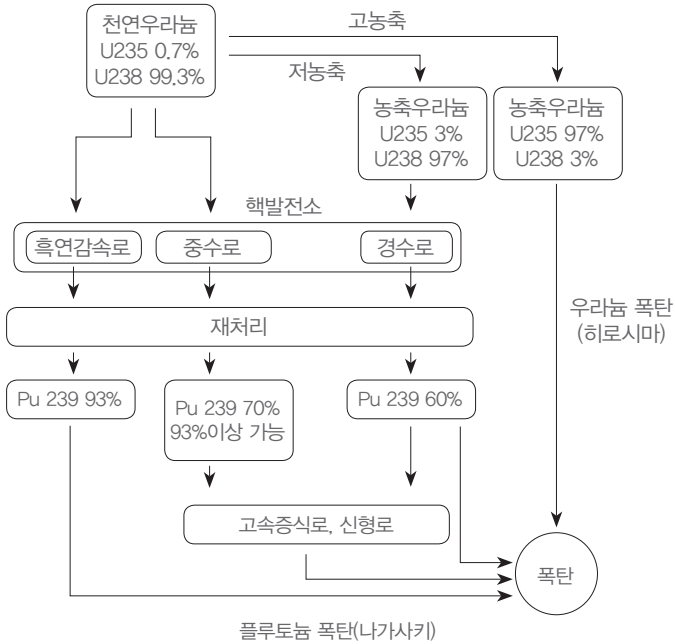 천연우라늄
U235 0.7%
U238 99.3%
고농축
저농축
농축우라늄
U235 3%
U238 97%
농축우라늄
U235 97%
U238 3%
핵발전소
흑연감속로
중수로
경수로
재처리
우라늄 폭탄
(히로시마)
Pu 239 93%
Pu 239 70%
93%이상 가능
Pu 239 60%
고속증식로, 신형로
폭탄
플루토늄 폭탄(나가사키)